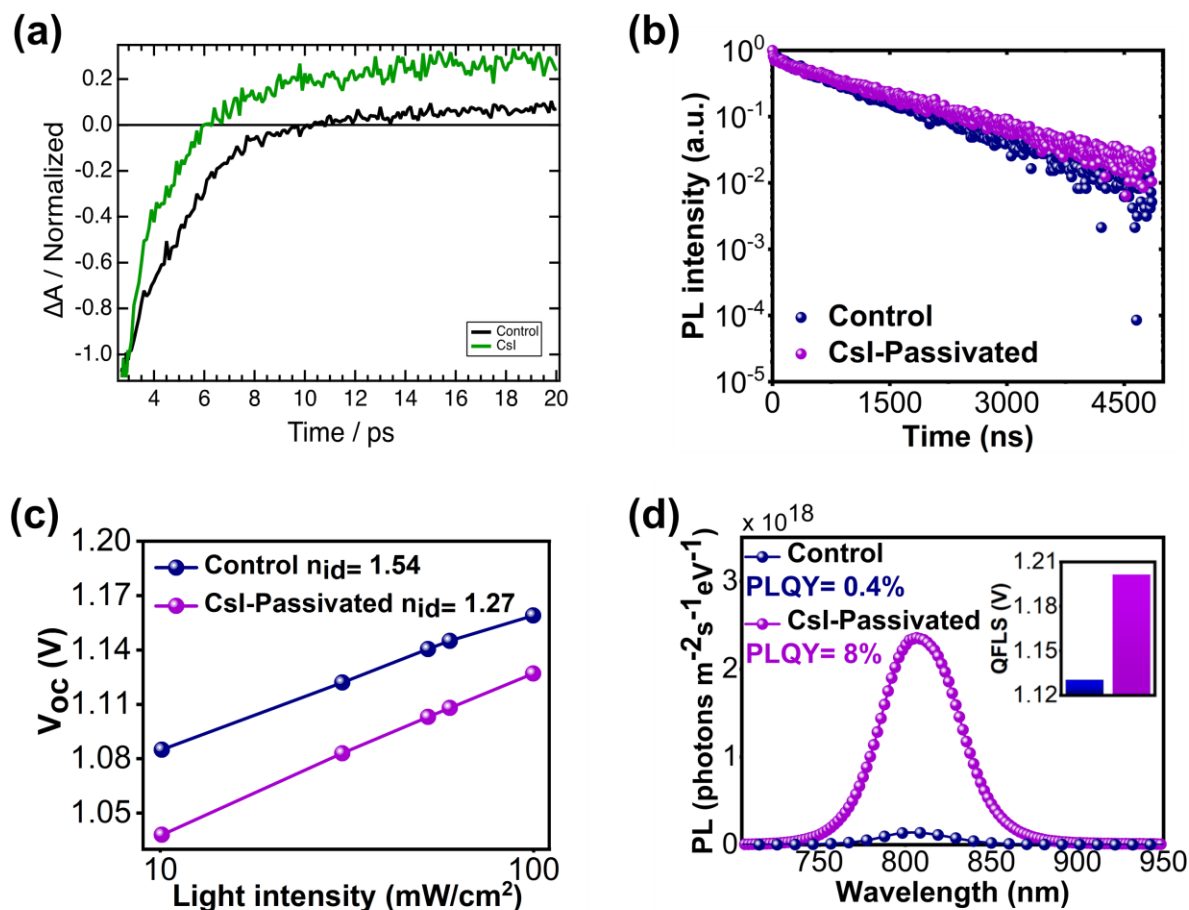 (a)
0.2
0.0
-0.2
-0.4
-0.6
-0.8
-1.0
ΔA / Normalized
Control
CsI
4 6 8 10 12 14 16 18 20
Time / ps
(b)
10⁰
10⁻¹
10⁻²
10⁻³
10⁻⁴
10⁻⁵
PL intensity (a.u.)
Control
CsI-Passivated
0 1500 3000 4500
Time (ns)
(c)
1.20
1.17
1.14
1.11
1.08
1.05
Voc (V)
Control nid= 1.54
CsI-Passivated nid= 1.27
10 100
Light intensity (mW/cm²)
(d)
x 10¹⁸
3
2
1
0
PL (photons m⁻²s⁻¹eV⁻¹)
Control
PLQY= 0.4%
CsI-Passivated
PLQY= 8%
1.21
1.18
1.15
1.12
QFLS (V)
750 800 850 900 950
Wavelength (nm)